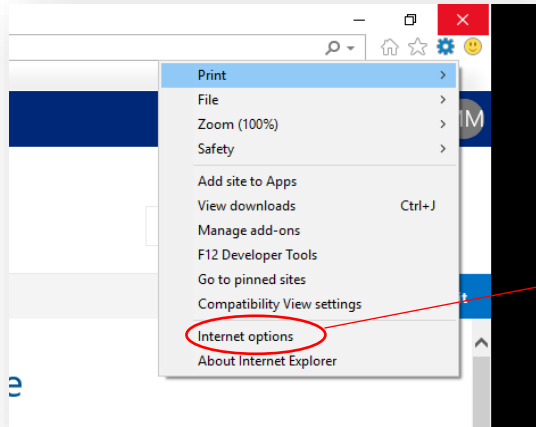 Print
File
Zoom (100%)
MM
Safety
Add site to Apps
View downloads Ctrl+J
Manage add-ons
F12 Developer Tools
Go to pinned sites
Compatibility View settings
Internet options
About Internet Explorer
e